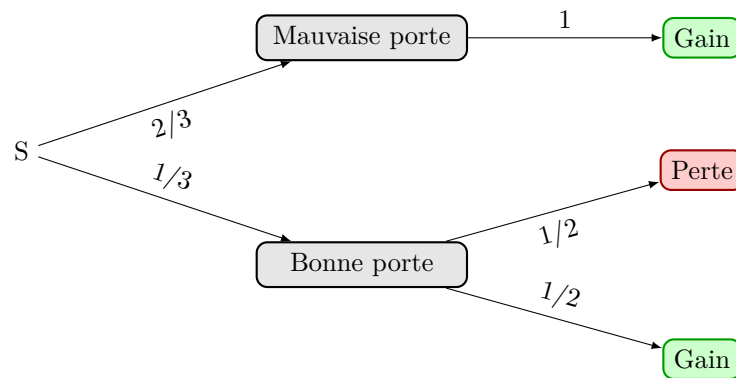 Mauvaise porte
1
Gain
2/3
S
1/3
Perte
1/2
Bonne porte
1/2
Gain